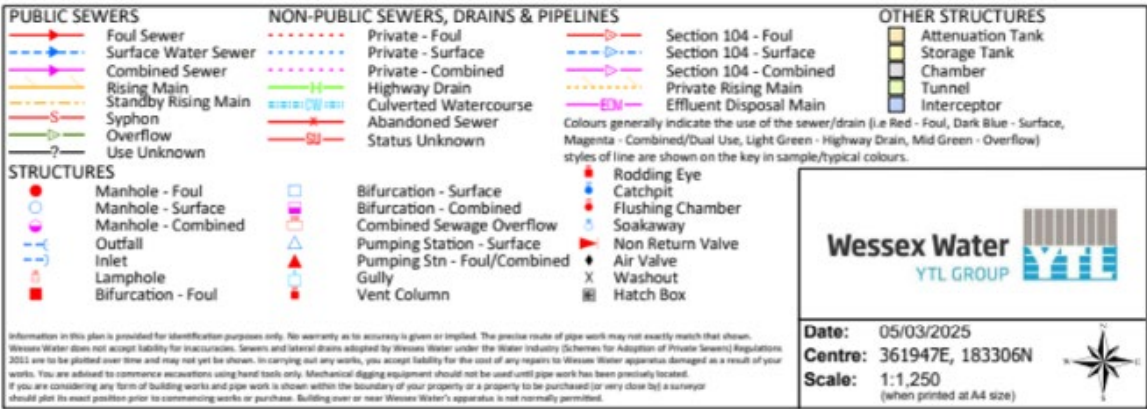 PUBLIC SEWERS
Foul Sewer
Surface Water Sewer
Combined Sewer
Rising Main
Standby Rising Main
S
Syphon
Overflow
?
Use Unknown
NON-PUBLIC SEWERS, DRAINS & PIPELINES
Private - Foul
Private - Surface
Private - Combined
Highway Drain
CW
Culverted Watercourse
Abandoned Sewer
SU
Status Unknown
Section 104 - Foul
Section 104 - Surface
Section 104 - Combined
Private Rising Main
EDM
Effluent Disposal Main
OTHER STRUCTURES
Attenuation Tank
Storage Tank
Chamber
Tunnel
Interceptor
Colours generally indicate the use of the sewer/drain (i.e Red - Foul, Dark Blue - Surface,
Magenta - Combined/Dual Use, Light Green - Highway Drain, Mid Green - Overflow)
styles of line are shown on the key in sample/typical colours.
STRUCTURES
Manhole - Foul
Manhole - Surface
Manhole - Combined
Outfall
Inlet
Lamphole
Bifurcation - Foul
Bifurcation - Surface
Bifurcation - Combined
Combined Sewage Overflow
Pumping Station - Surface
Pumping Stn - Foul/Combined
Gully
Vent Column
Rodding Eye
Catchpit
Flushing Chamber
Soakaway
Non Return Valve
Air Valve
X
Washout
Hatch Box
Information in this plan is provided for identification purposes only. No warranty as to accuracy is given or implied. The precise route of pipe work may not exactly match that shown.
Wessex Water does not accept liability for inaccuracies. Sewers and lateral drains adopted by Wessex Water under the Water Industry (Schemes for Adoption of Private Sewers) Regulations
2011 are to be plotted over time and may not yet be shown. In carrying out any works, you accept liability for the cost of any repairs to Wessex Water apparatus damaged as a result of your
works. You are advised to commence excavations using hand tools only. Mechanical digging equipment should not be used until pipe work has been precisely located.
If you are considering any form of building works and pipe work is shown within the boundary of your property or a property to be purchased (or very close by) a surveyor
should plot its exact position prior to commencing works or purchase. Building over or near Wessex Water's apparatus is not normally permitted.
Wessex Water
YTL GROUP
YTL
Date: 05/03/2025
Centre: 361947E, 183306N
Scale: 1:1,250
(when printed at A4 size)
N